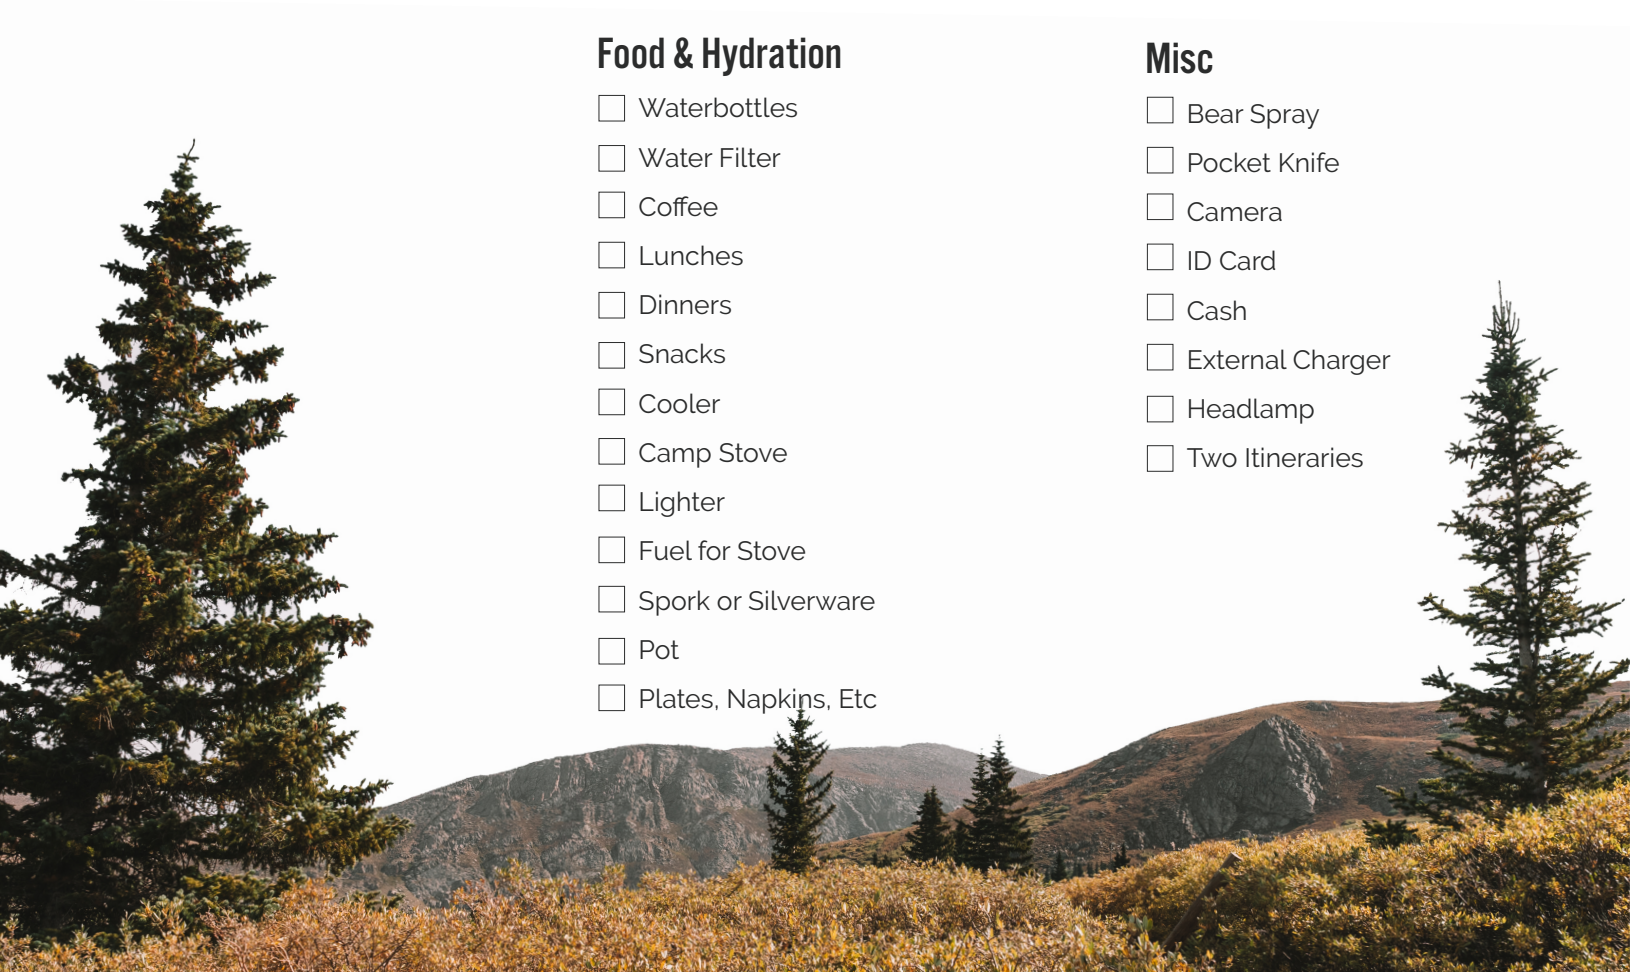 Food & Hydration
Waterbottles
Water Filter
Coffee
Lunches
Dinners
Snacks
Cooler
Camp Stove
Lighter
Fuel for Stove
Spork or Silverware
Pot
Plates, Napkins, Etc
Misc
Bear Spray
Pocket Knife
Camera
ID Card
Cash
External Charger
Headlamp
Two Itineraries